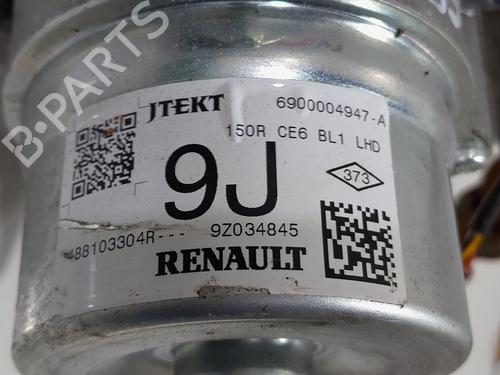 B-PARTS
JTEKT 6900004947-A
150R CE6 BL1 LHD
9J
373
488103304R--- 9Z034845
RENAULT